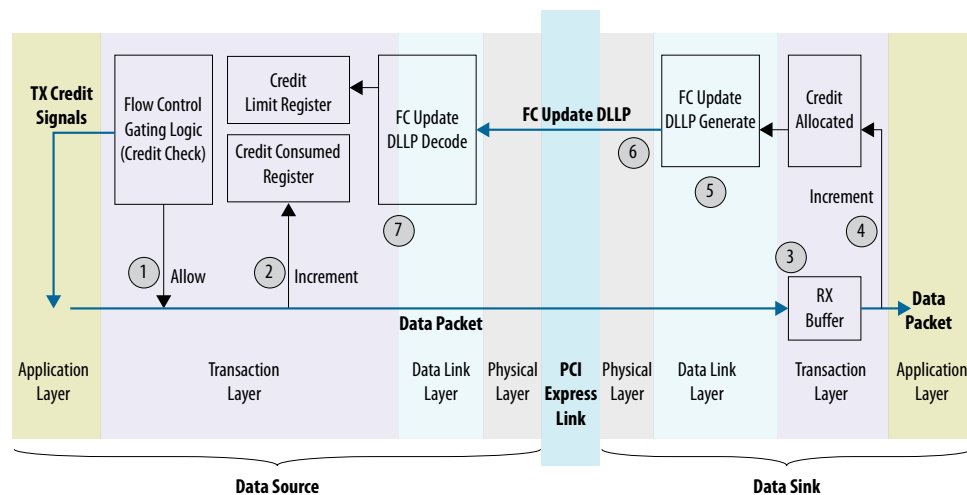 TX Credit
Signals
Flow Control
Gating Logic
(Credit Check)
Credit
Limit Register
Credit Consumed
Register
FC Update
DLLP Decode
FC Update DLLP
FC Update
DLLP Generate
Credit
Allocated
6
5
7
Increment
4
3
1
Allow
2
Increment
RX
Buffer
Data
Packet
Data Packet
Application
Layer
Transaction
Layer
Data Link
Layer
Physical
Layer
PCI
Express
Link
Physical
Layer
Data Link
Layer
Transaction
Layer
Application
Layer
Data Source
Data Sink